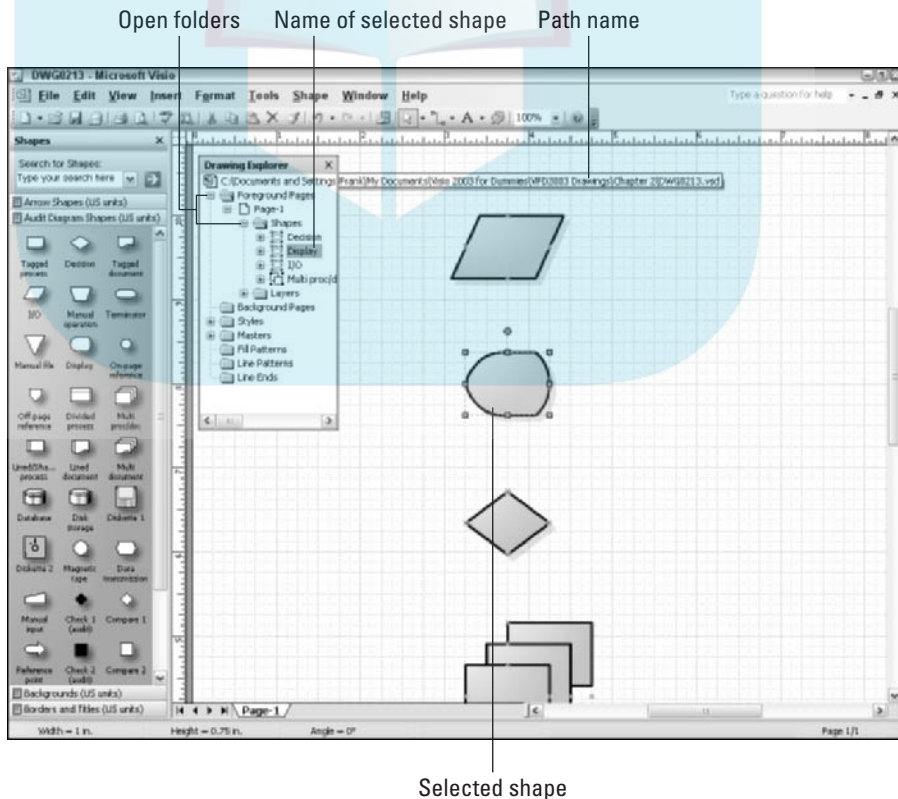 Open folders Name of selected shape Path name
DWG0213 - Microsoft Visio
File Edit View Insert Format Tools Shape Window Help
Type a question for help
100%
Shapes
Search for Shapes:
Type your search here
Arrow Shapes (US units)
Audit Diagram Shapes (US units)
Tagged process
Decision
Tagged document
I/O
Manual operation
Terminator
Manual file
Display
On-page reference
Off-page reference
Divided process
Multi proc/doc
Lined/Sha... process
Lined document
Multi document
Database
Disk storage
Diskette 1
Diskette 2
Magnetic tape
Data transmission
Manual input
Check 1 (audit)
Compare 1
Reference point
Check 2 (audit)
Compare 2
Backgrounds (US units)
Borders and Titles (US units)
Drawing Explorer
C:\Documents and Settings\Frank\My Documents\Visio 2003 for Dummies\VFD2003 Drawings\Chapter 2\DWG0213.vsd
Foreground Pages
Page-1
Shapes
Decision
Display
I/O
Multi proc/d
Layers
Background Pages
Styles
Masters
Fill Patterns
Line Patterns
Line Ends
Page-1
Width = 1 in. Height = 0.75 in. Angle = 0° Page 1/1
Selected shape